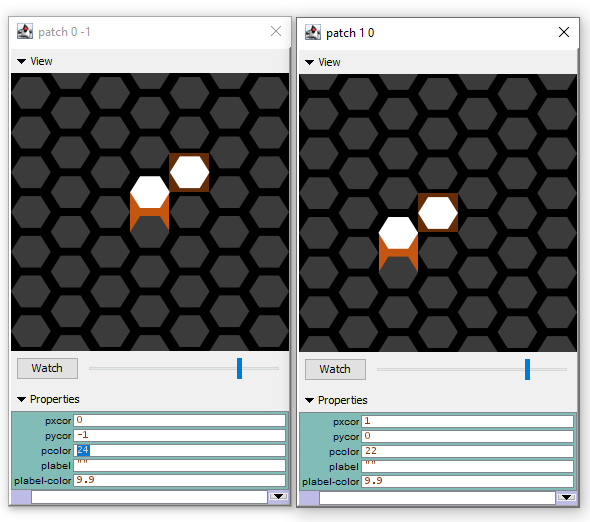 patch 0 -1
View
Watch
Properties
pxcor 0
pycor -1
pcolor 24
plabel ""
plabel-color 9.9
patch 1 0
View
Watch
Properties
pxcor 1
pycor 0
pcolor 22
plabel ""
plabel-color 9.9